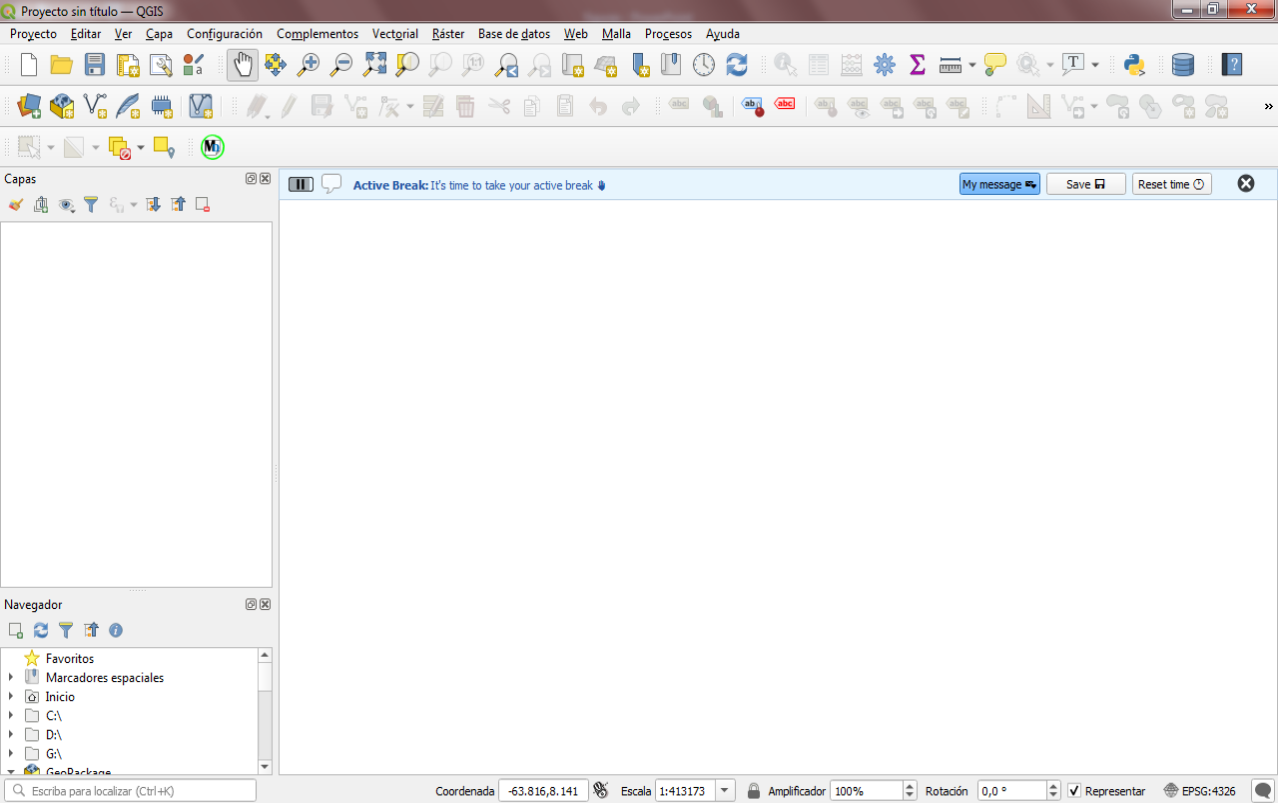 Proyecto sin título — QGIS
Proyecto Editar Ver Capa Configuración Complementos Vectorial Ráster Base de datos Web Malla Procesos Ayuda
Capas
Active Break: It's time to take your active break
My message Save Reset time
Navegador
Favoritos
Marcadores espaciales
Inicio
C:\
D:\
G:\
GeoPackage
Escriba para localizar (Ctrl+K)
Coordenada -63.816,8.141 Escala 1:413173 Amplificador 100% Rotación 0,0 ° Representar EPSG:4326